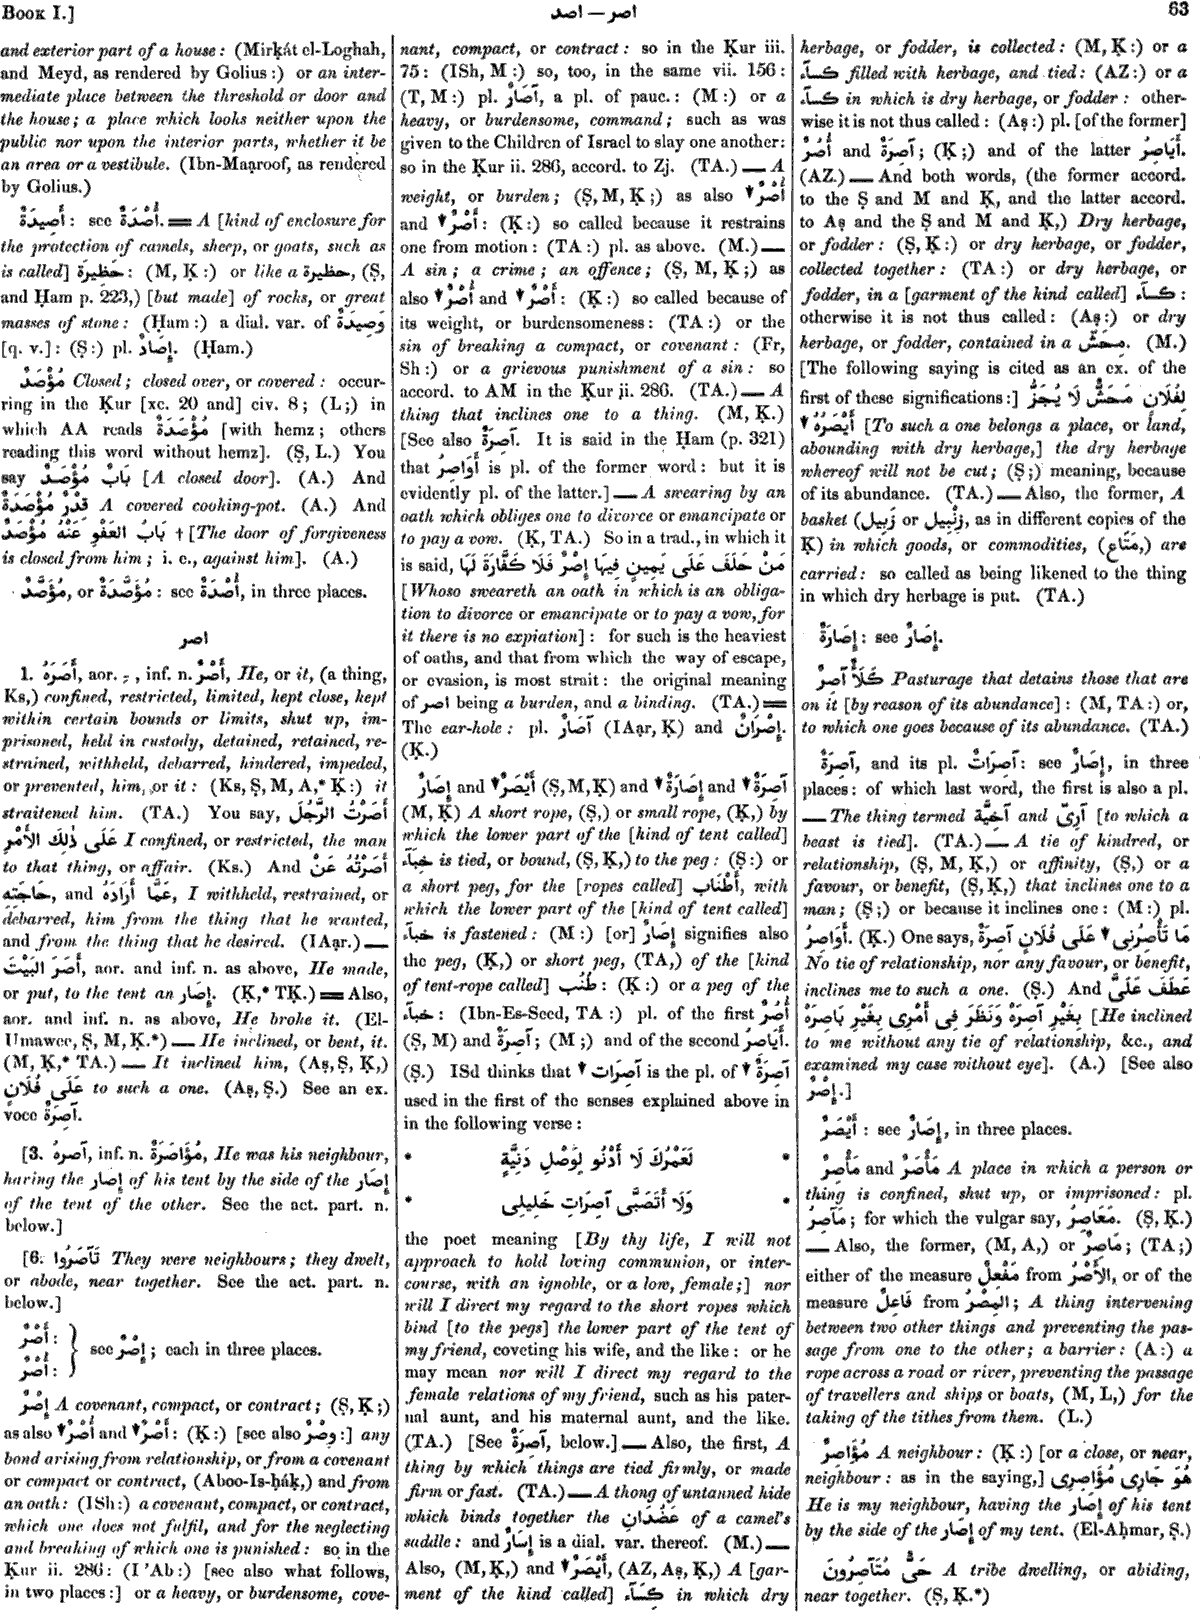 Book I.]
اصد — اصر
63
and exterior part of a house: (Mirḳát el-Loghah,
and Meyd, as rendered by Golius:) or an inter-
mediate place between the threshold or door and
the house; a place which looks neither upon the
public nor upon the interior parts, whether it be
an area or a vestibule. (Ibn-Maạroof, as rendered
by Golius.)
أَصِيدَةٌ: see أُصْدَةٌ. ═ A [kind of enclosure for
the protection of camels, sheep, or goats, such as
is called] حَظِيرَة: (M, Ḳ:) or like a حظيرة, (Ṣ,
and Ḥam p. 223,) [but made] of rocks, or great
masses of stone: (Ḥam:) a dial. var. of وَصِيدَةٌ
[q. v.]: (Ṣ:) pl. إِصَادٌ. (Ḥam.)
مُؤْصَدٌ Closed; closed over, or covered: occur-
ring in the Ḳur [xc. 20 and] civ. 8; (L;) in
which AA reads مُؤْصَدَةٌ [with hemz; others
reading this word without hemz]. (Ṣ, L.) You
say بَابٌ مُؤْصَدٌ [A closed door]. (A.) And
قِدْرٌ مُؤْصَدَةٌ A covered cooking-pot. (A.) And
بَابُ العَفْوِ عَنْهُ مُؤْصَدٌ † [The door of forgiveness
is closed from him; i. e., against him]. (A.)
مُؤَصَّدٌ, or مُؤَصَّدَةٌ: see أُصْدَةٌ, in three places.
اصر
1. أَصَرَهُ, aor. ـِ, inf. n. أَصْرٌ, He, or it, (a thing,
Ks,) confined, restricted, limited, kept close, kept
within certain bounds or limits, shut up, im-
prisoned, held in custody, detained, retained, re-
strained, withheld, debarred, hindered, impeded,
or prevented, him, or it: (Ks, Ṣ, M, A,* Ḳ:) it
straitened him. (TA.) You say, أَصَرْتُ الرَّجُلَ
عَلَى ذٰلِكَ الأَمْرِ I confined, or restricted, the man
to that thing, or affair. (Ks.) And أَصَرْتُهُ عَنْ
حَاجَتِهِ, and عَمَّا أَرَادَهُ, I withheld, restrained, or
debarred, him from the thing that he wanted,
and from the thing that he desired. (IAạr.) —
أَصَرَ البَيْتَ, aor. and inf. n. as above, He made,
or put, to the tent an إِصَار. (Ḳ,* TḲ.) ═ Also,
aor. and inf. n. as above, He broke it. (El-
Umawee, Ṣ, M, Ḳ.*) — He inclined, or bent, it.
(M, Ḳ,* TA.) — It inclined him, (Aṣ, Ṣ, Ḳ,)
عَلَى فُلَانٍ to such a one. (Aṣ, Ṣ.) See an ex.
voce آصِرَةٌ.
[3. آصرهُ, inf. n. مُؤَاصَرَةٌ, He was his neighbour,
having the إِصَار of his tent by the side of the إِصَار
of the tent of the other. See the act. part. n.
below.]
[6. تَآصَرُوا They were neighbours; they dwelt,
or abode, near together. See the act. part. n.
below.]
أَصْرٌ:
أُصْرٌ: } see إِصْرٌ; each in three places.
إِصْرٌ A covenant, compact, or contract; (Ṣ, Ḳ;)
as also ▼ أُصْرٌ and ▼ أَصْرٌ: (Ḳ:) [see also وِصْرٌ:] any
bond arising from relationship, or from a covenant
or compact or contract, (Aboo-Is-ḥáḳ,) and from
an oath: (ISh:) a covenant, compact, or contract,
which one does not fulfil, and for the neglecting
and breaking of which one is punished: so in the
Ḳur ii. 286: (I ’Ab:) [see also what follows,
in two places:] or a heavy, or burdensome, cove-
nant, compact, or contract: so in the Ḳur iii.
75: (ISh, M:) so, too, in the same vii. 156:
(T, M:) pl. آصَارٌ, a pl. of pauc.: (M:) or a
heavy, or burdensome, command; such as was
given to the Children of Israel to slay one another:
so in the Ḳur ii. 286, accord. to Zj. (TA.) — A
weight, or burden; (Ṣ, M, Ḳ;) as also ▼ أُصْرٌ
and ▼ أَصْرٌ: (Ḳ:) so called because it restrains
one from motion: (TA:) pl. as above. (M.) —
A sin; a crime; an offence; (Ṣ, M, Ḳ;) as
also ▼ أُصْرٌ and ▼ أَصْرٌ: (Ḳ:) so called because of
its weight, or burdensomeness: (TA:) or the
sin of breaking a compact, or covenant: (Fr,
Sh:) or a grievous punishment of a sin: so
accord. to AM in the Ḳur ii. 286. (TA.) — A
thing that inclines one to a thing. (M, Ḳ.)
[See also آصِرَةٌ. It is said in the Ḥam (p. 321)
that أَوَاصِرُ is pl. of the former word: but it is
evidently pl. of the latter.] — A swearing by an
oath which obliges one to divorce or emancipate or
to pay a vow. (Ḳ, TA.) So in a trad., in which it
is said, مَنْ حَلَفَ عَلَى يَمِينٍ فِيهَا إِصْرٌ فَلَا كَفَّارَةَ لَهَا
[Whoso sweareth an oath in which is an obliga-
tion to divorce or emancipate or to pay a vow, for
it there is no expiation]: for such is the heaviest
of oaths, and that from which the way of escape,
or evasion, is most strait: the original meaning
of اصر being a burden, and a binding. (TA.) ═
The ear-hole: pl. آصَارٌ (IAạr, Ḳ) and إِصْرَانٌ.
(Ḳ.)
إِصَارٌ and ▼ أَيْصَرٌ (Ṣ, M, Ḳ) and ▼ إِصَارَةٌ and ▼ آصِرَةٌ
(M, Ḳ) A short rope, (Ṣ,) or small rope, (Ḳ,) by
which the lower part of the [kind of tent called]
خِبَآء is tied, or bound, (Ṣ, Ḳ,) to the peg: (Ṣ:) or
a short peg, for the [ropes called] أَطْنَاب, with
which the lower part of the [kind of tent called]
خبآء is fastened: (M:) [or] إِصَارٌ signifies also
the peg, (Ḳ,) or short peg, (TA,) of the [kind
of tent-rope called] طُنُب: (Ḳ:) or a peg of the
خبآء: (Ibn-Es-Seed, TA:) pl. of the first أُصُرٌ
(Ṣ, M) and آصِرَةٌ; (M;) and of the second أَيَاصِرُ.
(Ṣ.) ISd thinks that ▼ آصِرَات is the pl. of ▼ آصِرَةٌ
used in the first of the senses explained above in
in the following verse:
* لَعَمْرُكَ لَا أَدْنُو لِوَصْلِ دَنِيَّةٍ *
* وَلَا أَتَصَبَّى آصِرَاتِ خَلِيلِى *
the poet meaning [By thy life, I will not
approach to hold loving communion, or inter-
course, with an ignoble, or a low, female;] nor
will I direct my regard to the short ropes which
bind [to the pegs] the lower part of the tent of
my friend, coveting his wife, and the like: or he
may mean nor will I direct my regard to the
female relations of my friend, such as his pater-
nal aunt, and his maternal aunt, and the like.
(TA.) [See آصِرَةٌ, below.] — Also, the first, A
thing by which things are tied firmly, or made
firm or fast. (TA.) — A thong of untanned hide
which binds together the عَضُدَانِ of a camel's
saddle: and إِسَارٌ is a dial. var. thereof. (M.) —
Also, (M, Ḳ,) and ▼ أَيْصَرٌ, (AZ, Aṣ, Ḳ,) A [gar-
ment of the kind called] كِسَآء in which dry
herbage, or fodder, is collected: (M, Ḳ:) or a
كسآء filled with herbage, and tied: (AZ:) or a
كسآء in which is dry herbage, or fodder: other-
wise it is not thus called: (Aṣ:) pl. [of the former]
أُصُرٌ and آصِرَةٌ; (Ḳ;) and of the latter أَيَاصِرُ.
(AZ.) — And both words, (the former accord.
to the Ṣ and M and Ḳ, and the latter accord.
to Aṣ and the Ṣ and M and Ḳ,) Dry herbage,
or fodder: (Ṣ, Ḳ:) or dry herbage, or fodder,
collected together: (TA:) or dry herbage, or
fodder, in a [garment of the kind called] كسآء:
otherwise it is not thus called: (Aṣ:) or dry
herbage, or fodder, contained in a مِحَشّ. (M.)
[The following saying is cited as an ex. of the
first of these significations:] لِفُلَانٍ مَحَشٌّ لَا يُجَزُّ
▼ أَيْصَرُهُ [To such a one belongs a place, or land,
abounding with dry herbage,] the dry herbage
whereof will not be cut; (Ṣ;) meaning, because
of its abundance. (TA.) — Also, the former, A
basket (زَبِيل or زِنْبِيل, as in different copies of the
Ḳ) in which goods, or commodities, (مَتَاع,) are
carried: so called as being likened to the thing
in which dry herbage is put. (TA.)
إِصَارَةٌ: see إِصَارٌ.
كَلَأٌ آصِرٌ Pasturage that detains those that are
on it [by reason of its abundance]: (M, TA:) or,
to which one goes because of its abundance. (TA.)
آصِرَةٌ, and its pl. آصِرَاتٌ: see إِصَارٌ, in three
places: of which last word, the first is also a pl.
— The thing termed آخِيَّة and آرِىّ [to which a
beast is tied]. (TA.) — A tie of kindred, or
relationship, (Ṣ, M, Ḳ,) or affinity, (Ṣ,) or a
favour, or benefit, (Ṣ, Ḳ,) that inclines one to a
man; (Ṣ;) or because it inclines one: (M:) pl.
أَوَاصِرُ. (Ḳ.) One says, مَا تَأْصُرُنِى ▼ عَلَى فُلَانٍ آصِرَةٌ
No tie of relationship, nor any favour, or benefit,
inclines me to such a one. (Ṣ.) And عَطَفَ عَلَىَّ
بِغَيْرِ آصِرَةٍ وَنَظَرَ فِى أَمْرِى بِغَيْرِ بَاصِرَةٍ [He inclined
to me without any tie of relationship, &c., and
examined my case without eye]. (A.) [See also
إِصْرٌ.]
أَيْصَرٌ: see إِصَارٌ, in three places.
مَأْصَرٌ and مَأْصِرٌ A place in which a person or
thing is confined, shut up, or imprisoned: pl.
مَآصِرُ; for which the vulgar say, مَعَاصِرُ. (Ṣ, Ḳ.)
— Also, the former, (M, A,) or مَاصِرٌ; (TA;)
either of the measure مَفْعِلٌ from الأَصْرُ, or of the
measure فَاعِلٌ from المِصْرُ; A thing intervening
between two other things and preventing the pas-
sage from one to the other; a barrier: (A:) a
rope across a road or river, preventing the passage
of travellers and ships or boats, (M, L,) for the
taking of the tithes from them. (L.)
مُؤَاصِرٌ A neighbour: (Ḳ:) [or a close, or near,
neighbour: as in the saying,] هُوَ جَارِى مُؤَاصِرِى
He is my neighbour, having the إِصَار of his tent
by the side of the إِصَار of my tent. (El-Aḥmar, Ṣ.)
حَىٌّ مُتَآصِرُونَ A tribe dwelling, or abiding,
near together. (Ṣ, Ḳ.*)